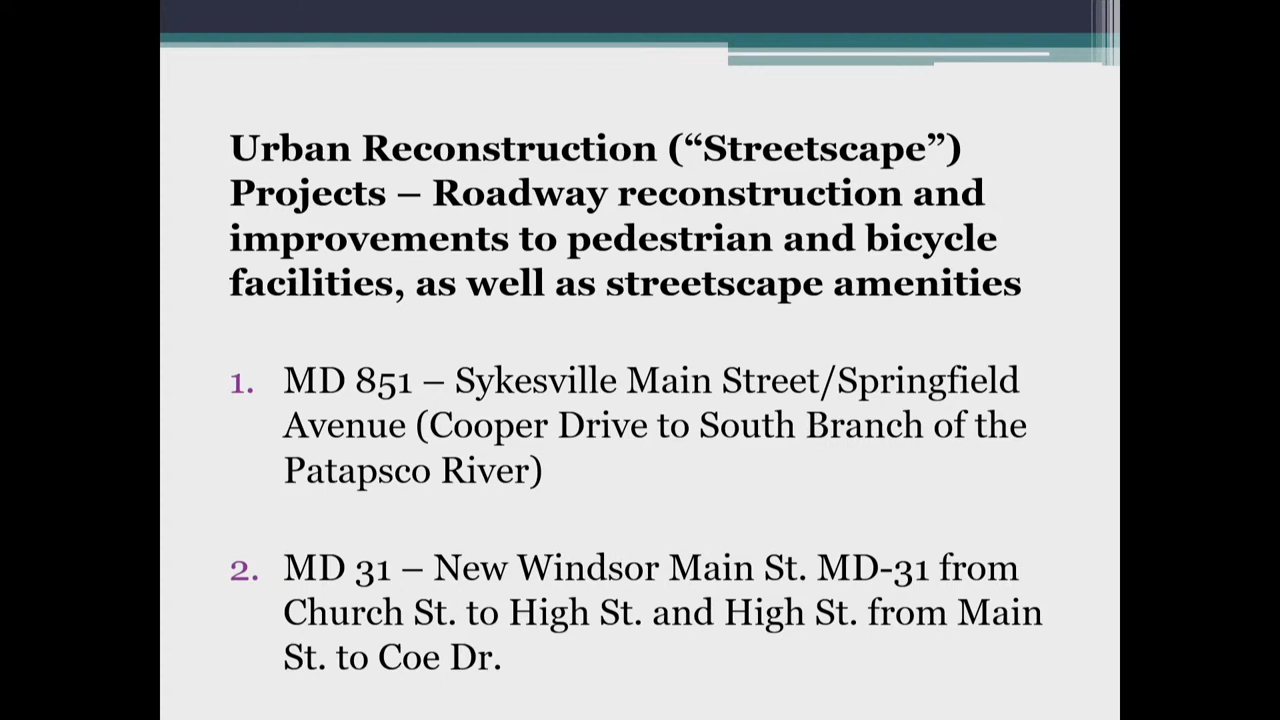 Urban Reconstruction (“Streetscape”)
Projects – Roadway reconstruction and
improvements to pedestrian and bicycle
facilities, as well as streetscape amenities
1. MD 851 – Sykesville Main Street/Springfield
Avenue (Cooper Drive to South Branch of the
Patapsco River)
2. MD 31 – New Windsor Main St. MD-31 from
Church St. to High St. and High St. from Main
St. to Coe Dr.